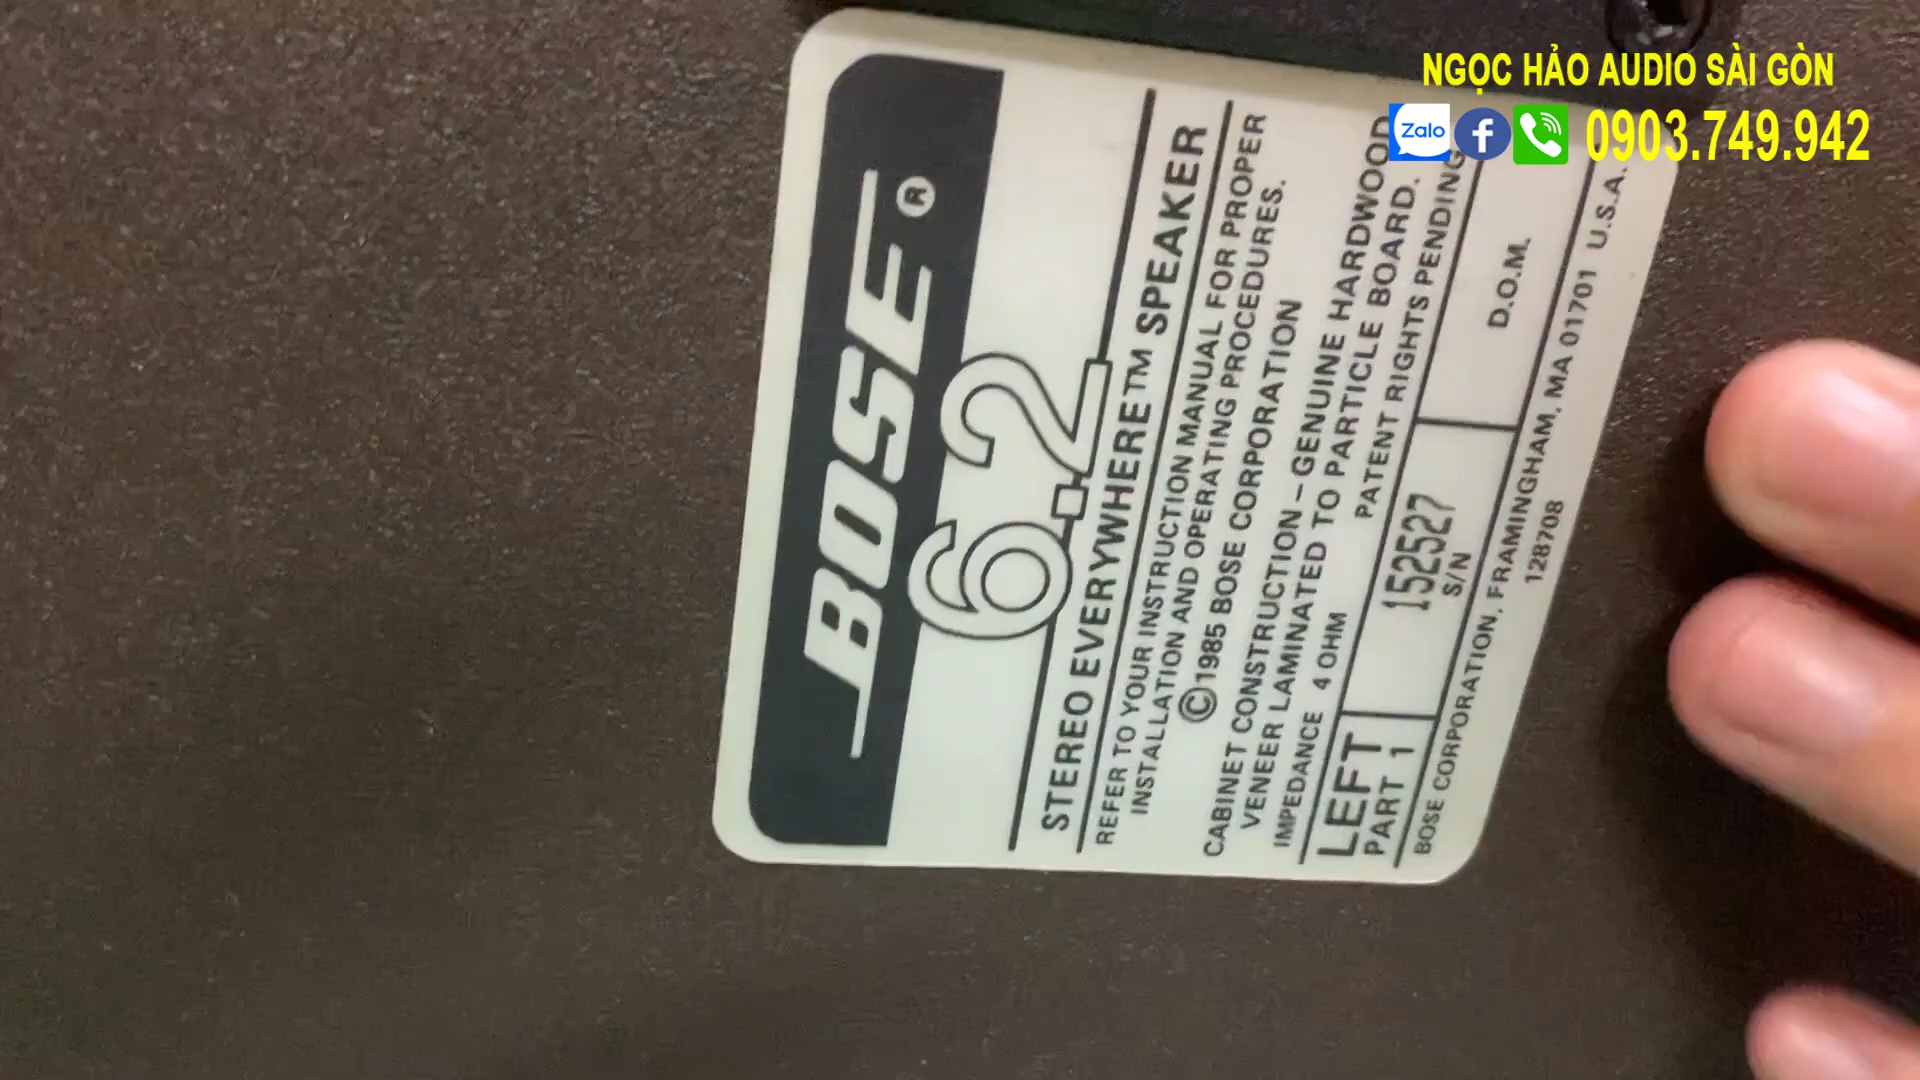 NGỌC HẢO AUDIO SÀI GÒN
Zalo f 0903.749.942
BOSE®
6.2
STEREO EVERYWHERE™ SPEAKER
REFER TO YOUR INSTRUCTION MANUAL FOR PROPER
INSTALLATION AND OPERATING PROCEDURES.
©1985 BOSE CORPORATION
CABINET CONSTRUCTION – GENUINE HARDWOOD
VENEER LAMINATED TO PARTICLE BOARD.
IMPEDANCE 4 OHM PATENT RIGHTS PENDING
LEFT
PART 1
152527
S/N
D.O.M.
BOSE CORPORATION, FRAMINGHAM, MA 01701 U.S.A.
128708